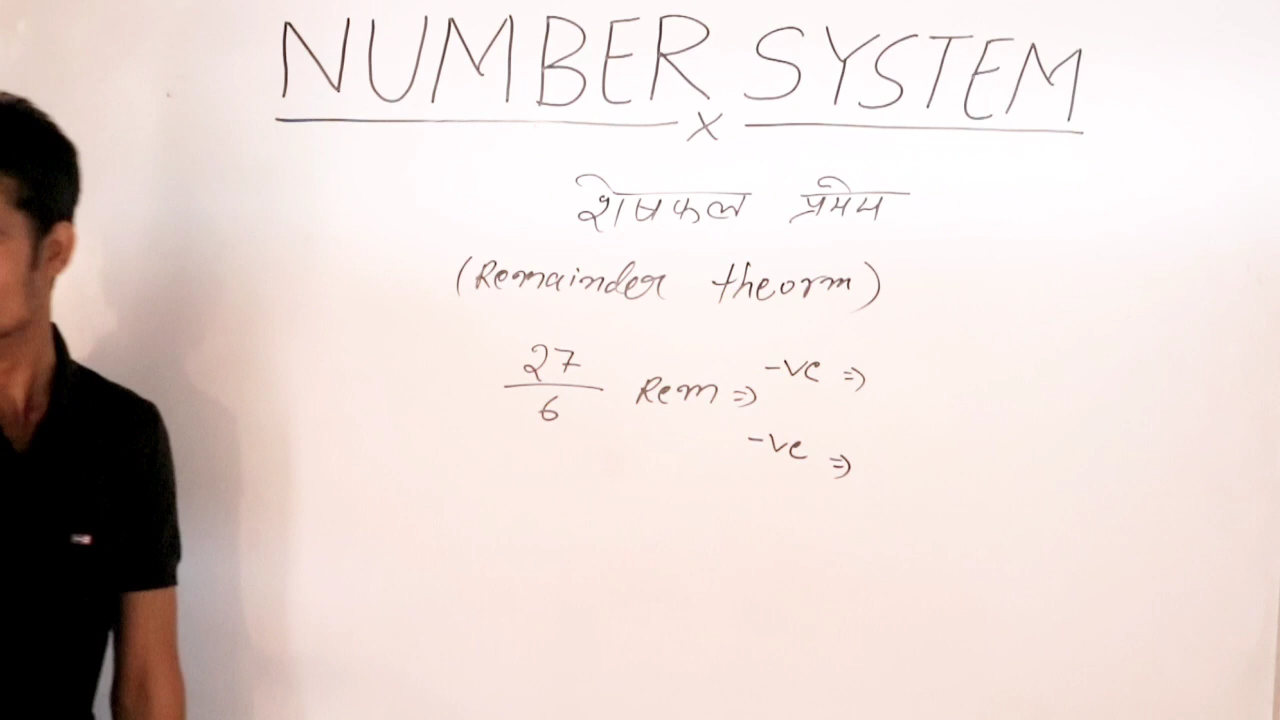 NUMBER SYSTEM
x
शेषफल प्रमेय
(Remainder theorm)
27
6
Rem ⇒ -ve ⇒
-ve ⇒